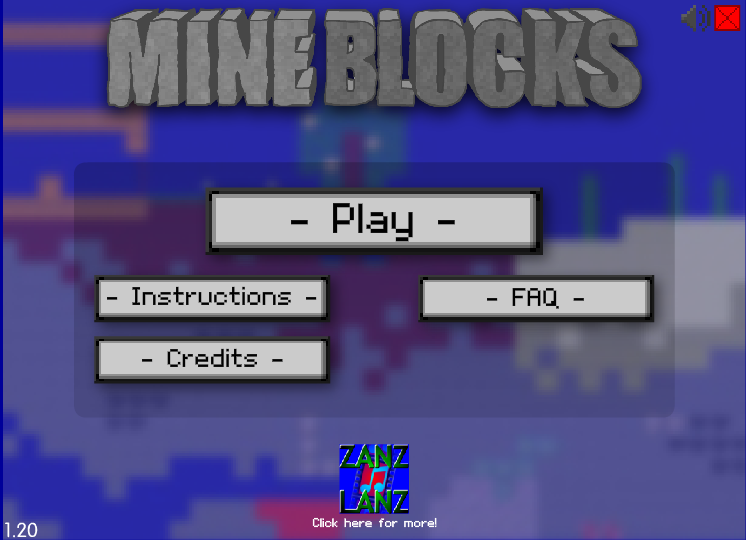 MINE BLOCKS
- Play -
- Instructions -
- FAQ -
- Credits -
ZANZ
LANZ
Click here for more!
1.20